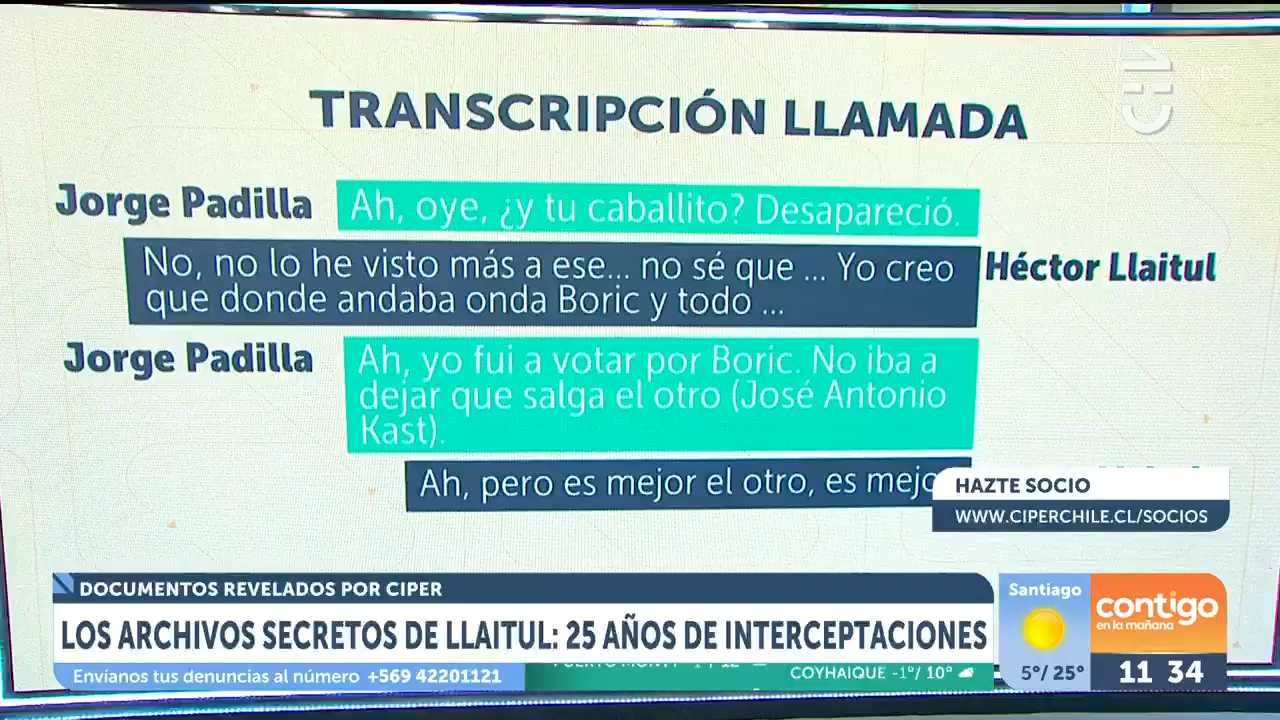 TRANSCRIPCIÓN LLAMADA
Jorge Padilla
Ah, oye, ¿y tu caballito? Desapareció.
No, no lo he visto más a ese... no sé que ... Yo creo
que donde andaba onda Boric y todo ...
Héctor Llaitul
Jorge Padilla
Ah, yo fui a votar por Boric. No iba a
dejar que salga el otro (José Antonio
Kast).
Ah, pero es mejor el otro, es mejo
HAZTE SOCIO
WWW.CIPERCHILE.CL/SOCIOS
DOCUMENTOS REVELADOS POR CIPER
LOS ARCHIVOS SECRETOS DE LLAITUL: 25 AÑOS DE INTERCEPTACIONES
Envíanos tus denuncias al número +569 42201121
COYHAIQUE -1°/ 10°
Santiago
5°/ 25°
contigo
en la mañana
11 34